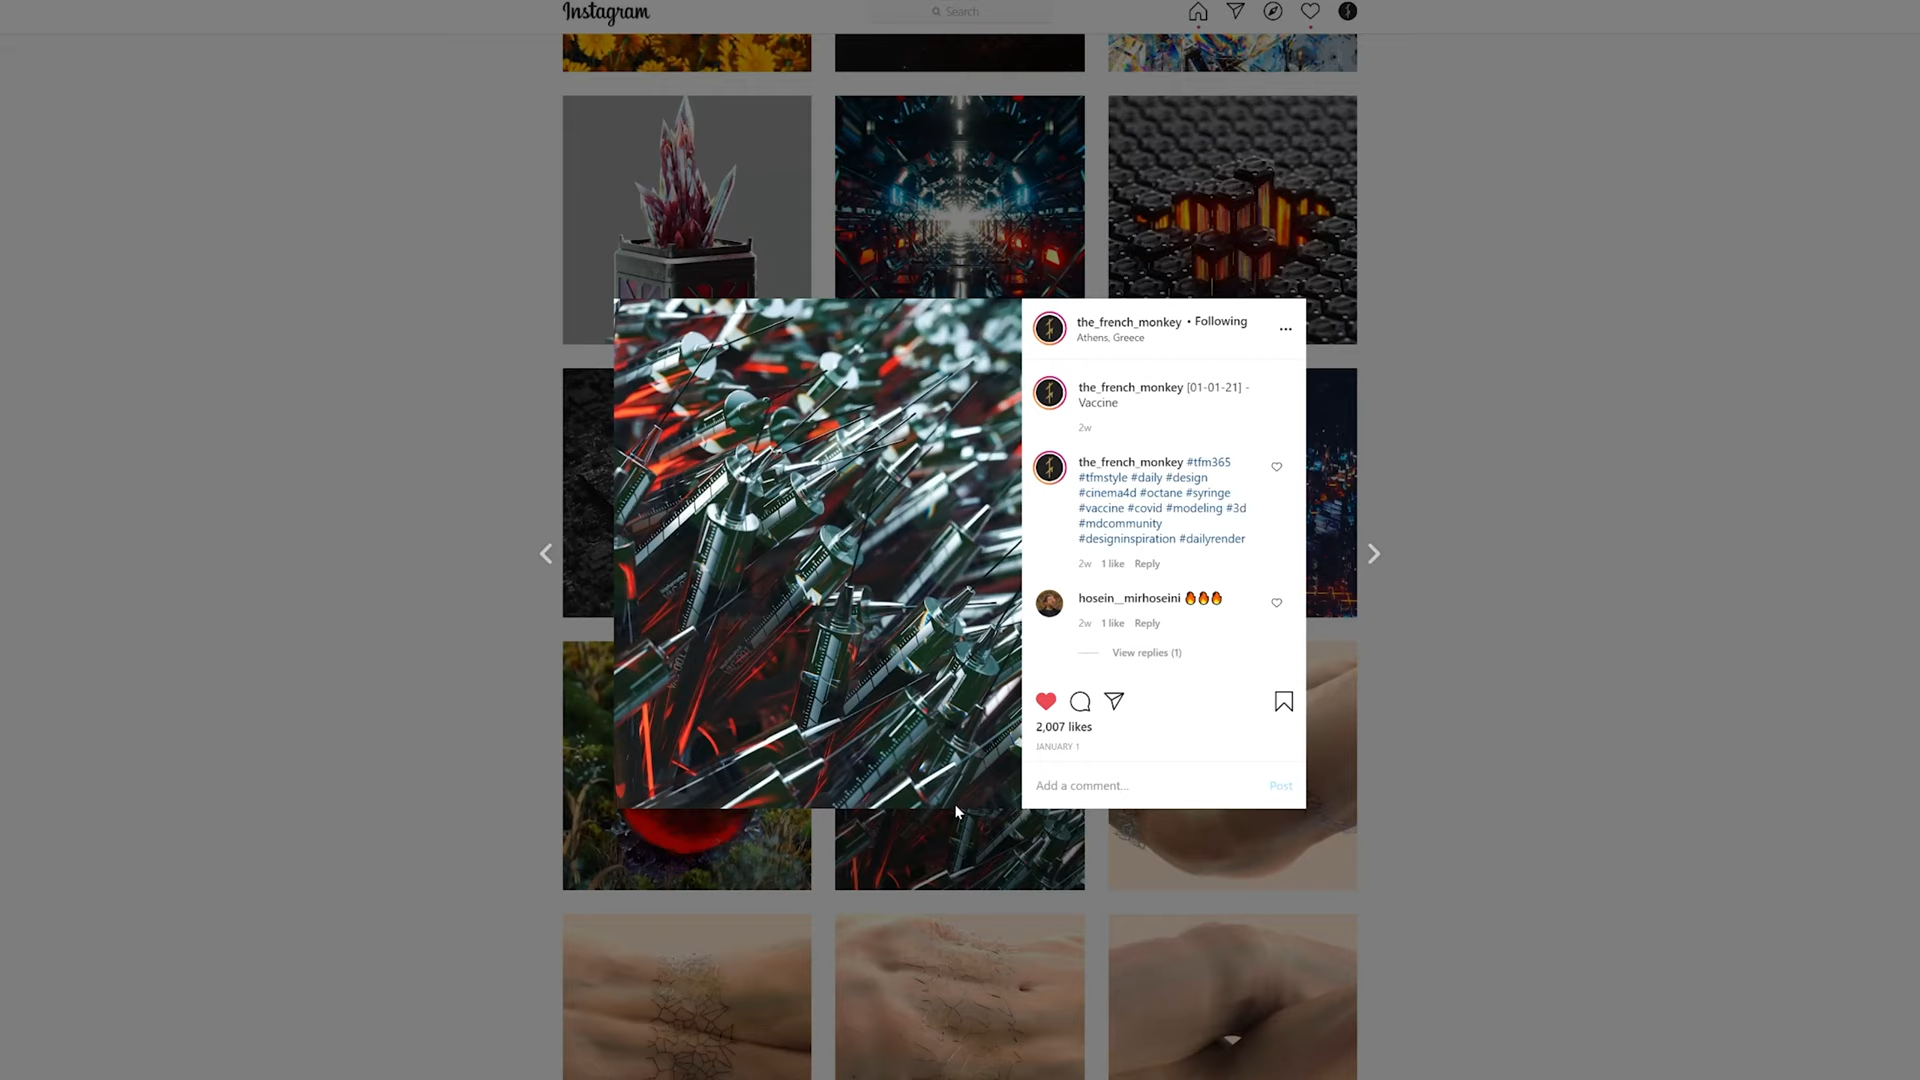 Instagram
Search
the_french_monkey • Following
Athens, Greece
the_french_monkey [01-01-21] -
Vaccine
2w
the_french_monkey #tfm365
#tfmstyle #daily #design
#cinema4d #octane #syringe
#vaccine #covid #modeling #3d
#mdcommunity
#designinspiration #dailyrender
2w 1 like Reply
hosein__mirhoseini 🔥🔥🔥
2w 1 like Reply
View replies (1)
2,007 likes
JANUARY 1
Add a comment...
Post